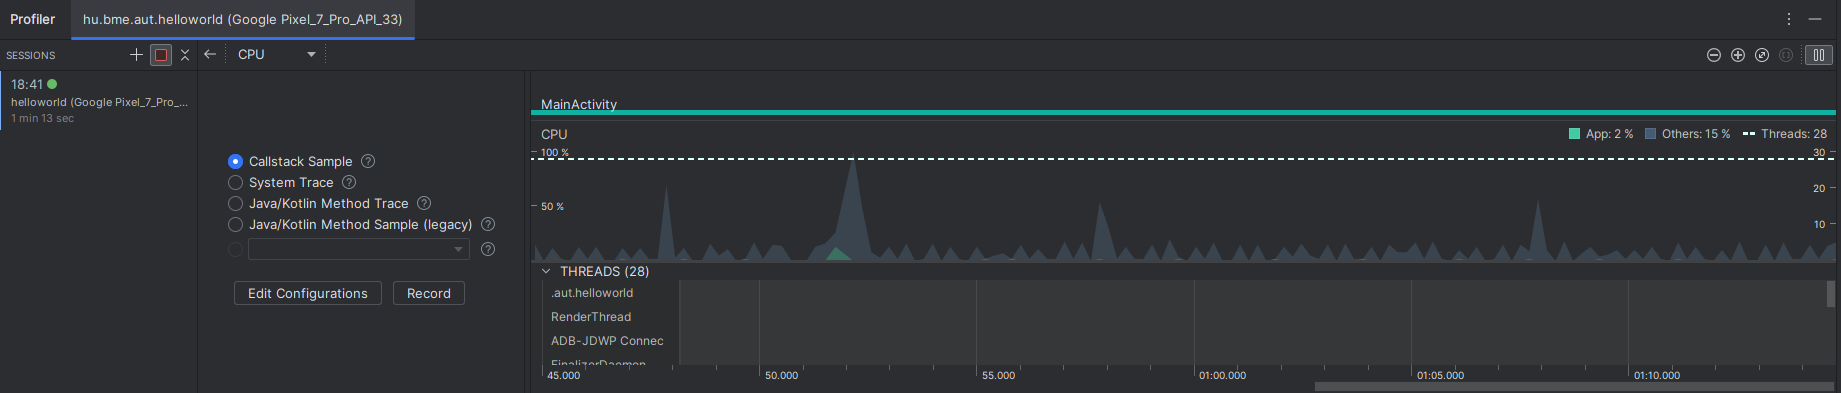 Profiler
hu.bme.aut.helloworld (Google Pixel_7_Pro_API_33)
SESSIONS
CPU
18:41
helloworld (Google Pixel_7_Pro_...
1 min 13 sec
Callstack Sample ?
System Trace ?
Java/Kotlin Method Trace ?
Java/Kotlin Method Sample (legacy) ?
?
Edit Configurations
Record
MainActivity
CPU
App: 2 %
Others: 15 %
Threads: 28
100 %
30
20
50 %
10
THREADS (28)
.aut.helloworld
RenderThread
ADB-JDWP Connec
FinalizerDaemon
45.000
50.000
55.000
01:00.000
01:05.000
01:10.000